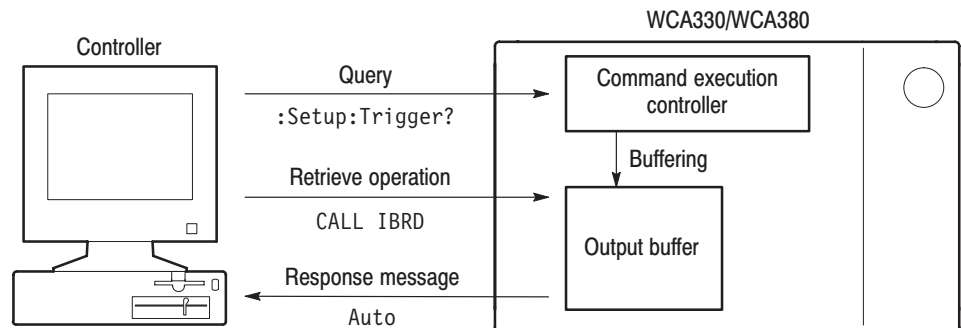 WCA330/WCA380
Controller
Query
:Setup:Trigger?
Command execution
controller
Buffering
Retrieve operation
CALL IBRD
Output buffer
Response message
Auto